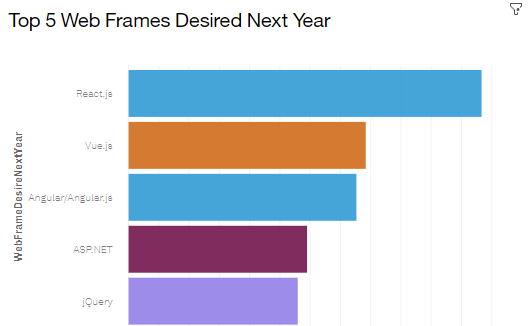 Top 5 Web Frames Desired Next Year
WebFrameDesireNextYear
React.js
Vue.js
Angular/Angular.js
ASP.NET
jQuery